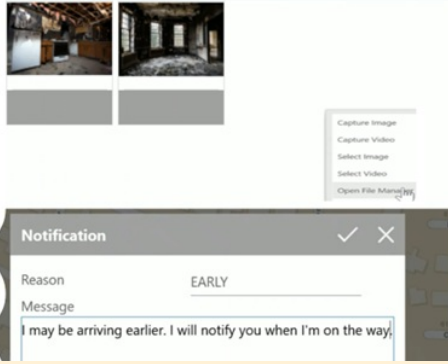 Capture Image
Capture Video
Select Image
Select Video
Open File Manager
Notification
Reason EARLY
Message
I may be arriving earlier. I will notify you when I'm on the way.